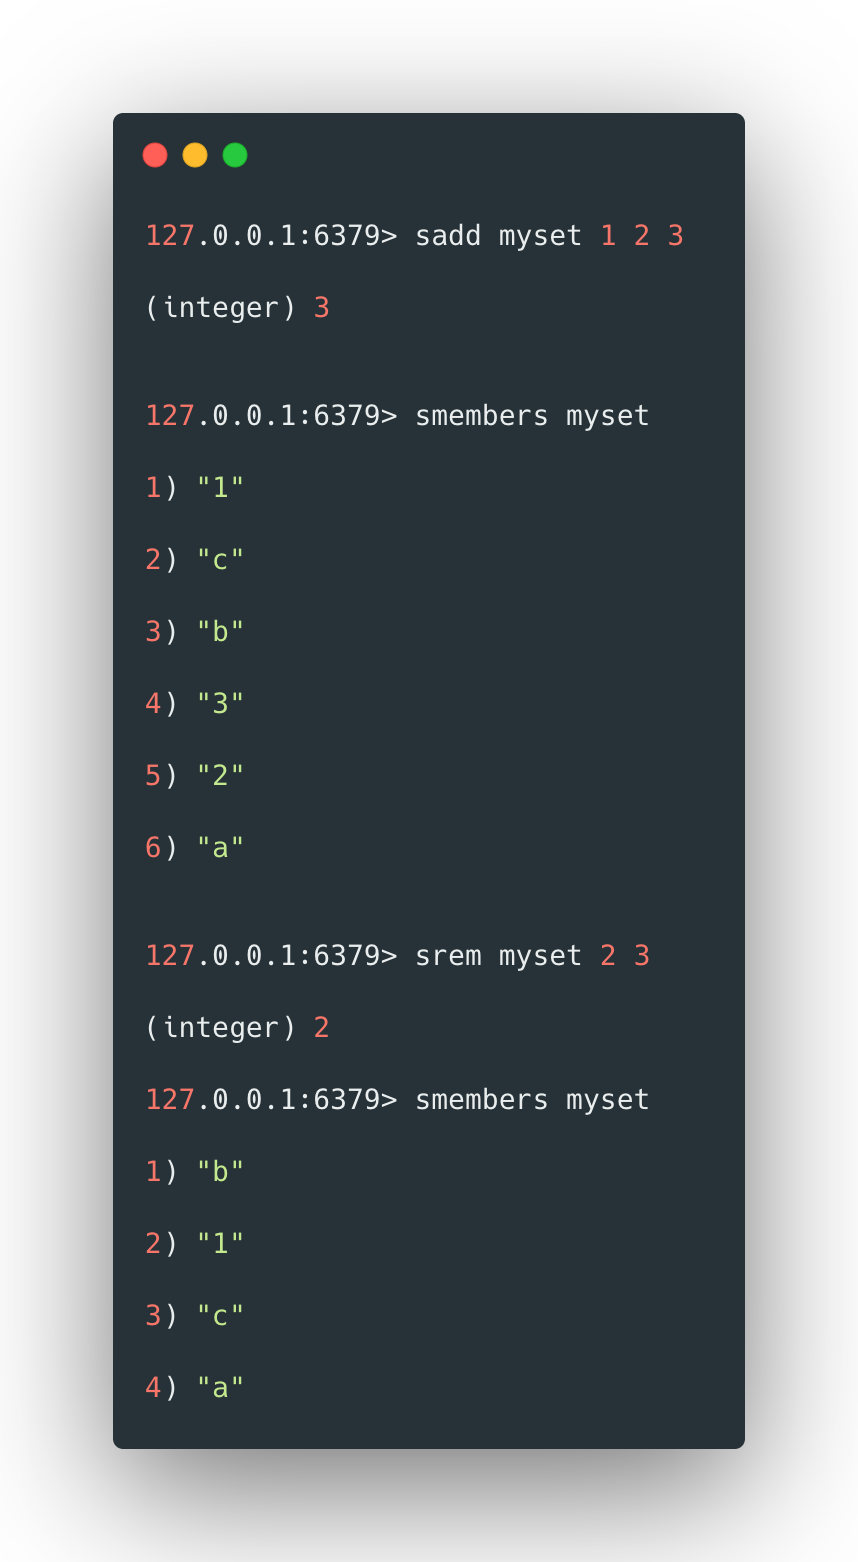 127.0.0.1:6379> sadd myset 1 2 3
(integer) 3
127.0.0.1:6379> smembers myset
1) "1"
2) "c"
3) "b"
4) "3"
5) "2"
6) "a"
127.0.0.1:6379> srem myset 2 3
(integer) 2
127.0.0.1:6379> smembers myset
1) "b"
2) "1"
3) "c"
4) "a"